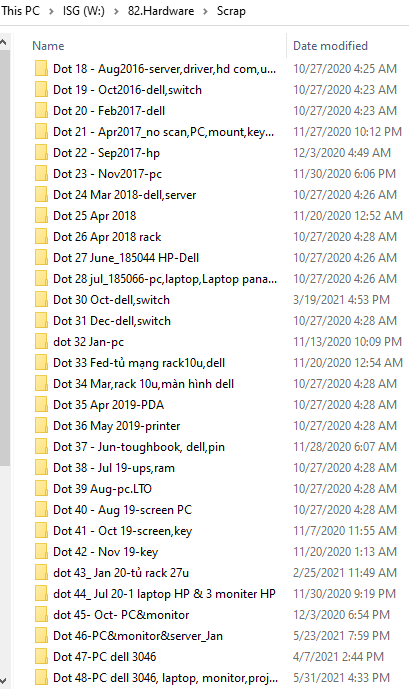 This PC > ISG (W:) > 82.Hardware > Scrap
Name Date modified
Dot 18 - Aug2016-server,driver,hd com,u... 10/27/2020 4:25 AM
Dot 19 - Oct2016-dell,switch 10/27/2020 4:23 AM
Dot 20 - Feb2017-dell 10/27/2020 4:23 AM
Dot 21 - Apr2017_no scan,PC,mount,key... 11/27/2020 10:12 PM
Dot 22 - Sep2017-hp 12/3/2020 4:49 AM
Dot 23 - Nov2017-pc 11/30/2020 6:06 PM
Dot 24 Mar 2018-dell,server 10/27/2020 4:26 AM
Dot 25 Apr 2018 11/20/2020 12:52 AM
Dot 26 Apr 2018 rack 10/27/2020 4:28 AM
Dot 27 June_185044 HP-Dell 10/27/2020 4:26 AM
Dot 28 jul_185066-pc,laptop,Laptop pana... 10/27/2020 4:26 AM
Dot 30 Oct-dell,switch 3/19/2021 4:53 PM
Dot 31 Dec-dell,switch 10/27/2020 4:28 AM
dot 32 Jan-pc 11/13/2020 10:09 PM
Dot 33 Fed-tủ mạng rack10u,dell 11/20/2020 12:54 AM
Dot 34 Mar,rack 10u,màn hình dell 10/27/2020 4:28 AM
Dot 35 Apr 2019-PDA 10/27/2020 4:28 AM
Dot 36 May 2019-printer 10/27/2020 4:28 AM
Dot 37 - Jun-toughbook, dell,pin 11/28/2020 6:07 AM
Dot 38 - Jul 19-ups,ram 10/27/2020 4:28 AM
Dot 39 Aug-pc.LTO 10/27/2020 4:28 AM
Dot 40 - Aug 19-screen PC 10/27/2020 4:28 AM
Dot 41 - Oct 19-screen,key 11/7/2020 11:55 AM
Dot 42 - Nov 19-key 11/20/2020 1:13 AM
dot 43_ Jan 20-tủ rack 27u 2/25/2021 11:49 AM
dot 44_ Jul 20-1 laptop HP & 3 moniter HP 11/30/2020 9:19 PM
dot 45- Oct- PC&monitor 12/3/2020 6:54 PM
Dot 46-PC&monitor&server_Jan 5/23/2021 7:59 PM
Dot 47-PC dell 3046 4/7/2021 2:44 PM
Dot 48-PC dell 3046, laptop, monitor,proj... 5/31/2021 4:33 PM